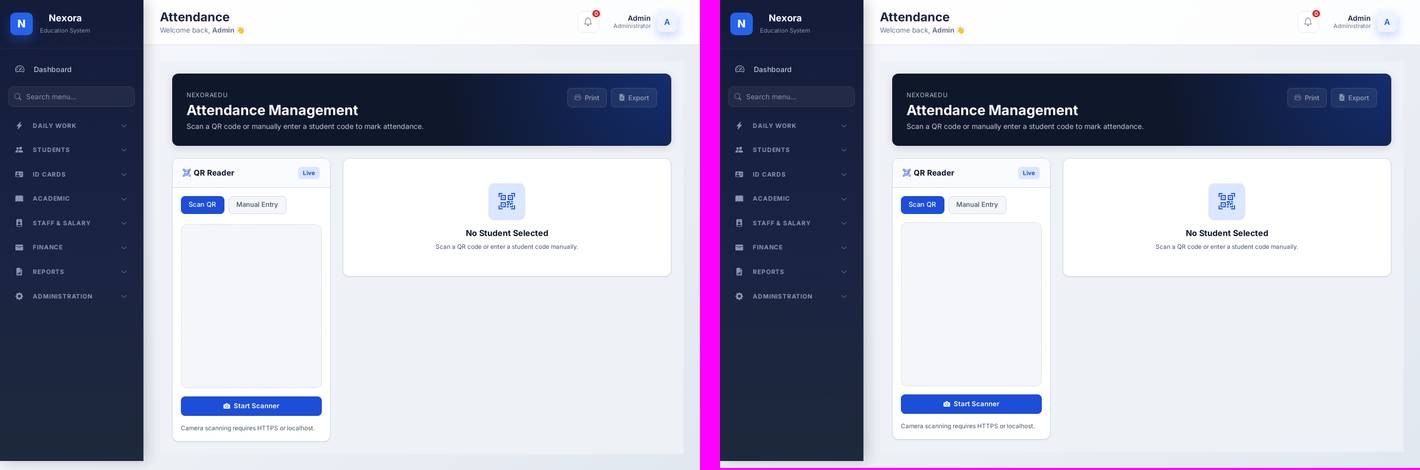 N
Nexora
Education System
Dashboard
Search menu...
DAILY WORK
STUDENTS
ID CARDS
ACADEMIC
STAFF & SALARY
FINANCE
REPORTS
ADMINISTRATION
Attendance
Welcome back, Admin 👋
0
Admin
Administrator
A
NEXORAEDU
Attendance Management
Scan a QR code or manually enter a student code to mark attendance.
Print
Export
QR Reader
Live
Scan QR
Manual Entry
Start Scanner
Camera scanning requires HTTPS or localhost.
No Student Selected
Scan a QR code or enter a student code manually.
N
Nexora
Education System
Dashboard
Search menu...
DAILY WORK
STUDENTS
ID CARDS
ACADEMIC
STAFF & SALARY
FINANCE
REPORTS
ADMINISTRATION
Attendance
Welcome back, Admin 👋
0
Admin
Administrator
A
NEXORAEDU
Attendance Management
Scan a QR code or manually enter a student code to mark attendance.
Print
Export
QR Reader
Live
Scan QR
Manual Entry
Start Scanner
Camera scanning requires HTTPS or localhost.
No Student Selected
Scan a QR code or enter a student code manually.